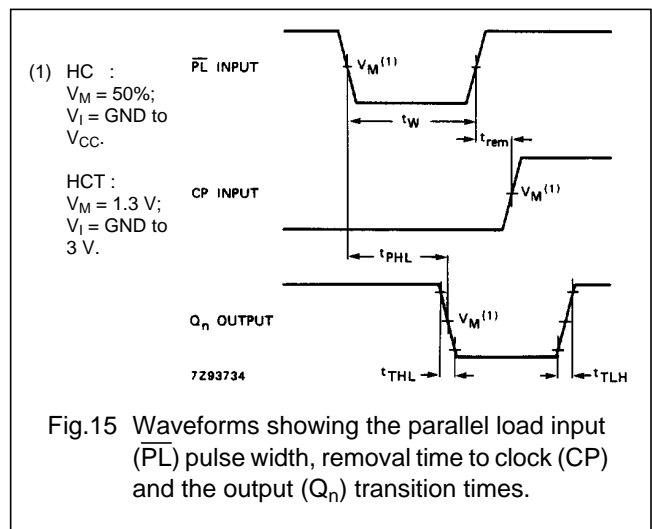 (1) HC :
V_M = 50%;
V_I = GND to
V_CC.
HCT :
V_M = 1.3 V;
V_I = GND to
3 V.
P̅L̅ INPUT
V_M(1)
t_W
t_rem
CP INPUT
V_M(1)
t_PHL
Q_n OUTPUT
V_M(1)
7Z93734
t_THL
t_TLH
Fig.15 Waveforms showing the parallel load input
(P̅L̅) pulse width, removal time to clock (CP)
and the output (Q_n) transition times.